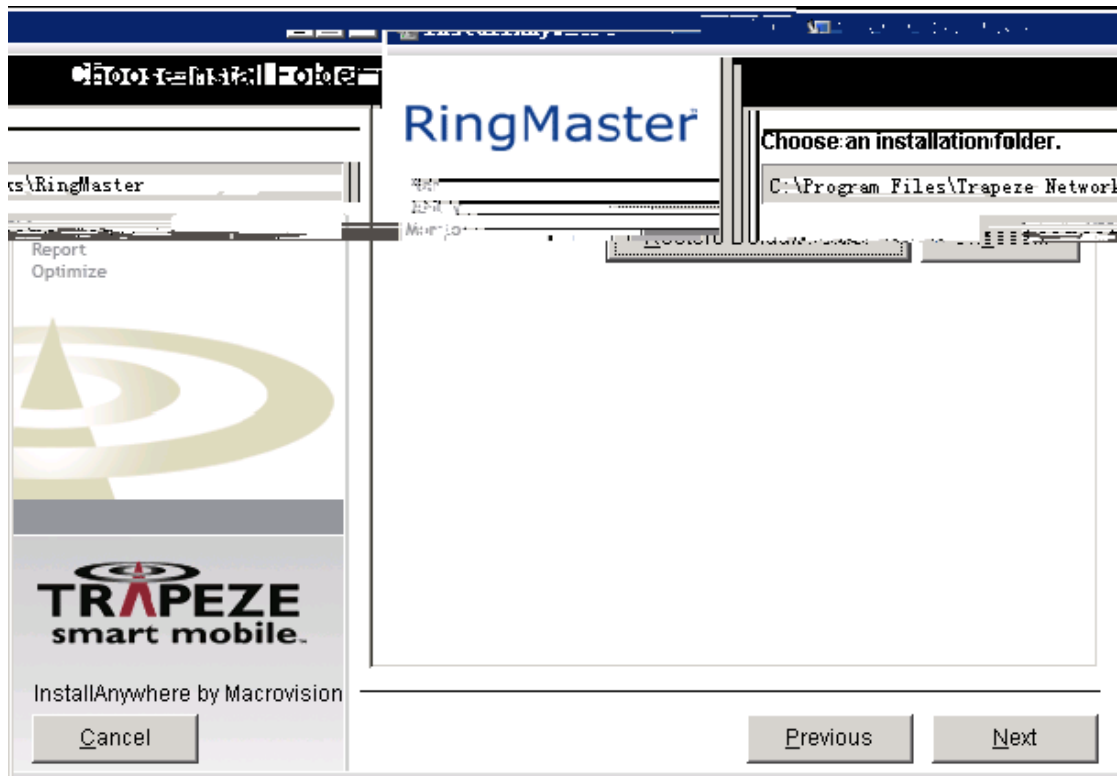 Choose Install Folder
RingMaster
Choose an installation folder.
C:\Program Files\Trapeze Network
ks\RingMaster
Report
Optimize
TRAPEZE
smart mobile.
InstallAnywhere by Macrovision
Cancel
Previous
Next